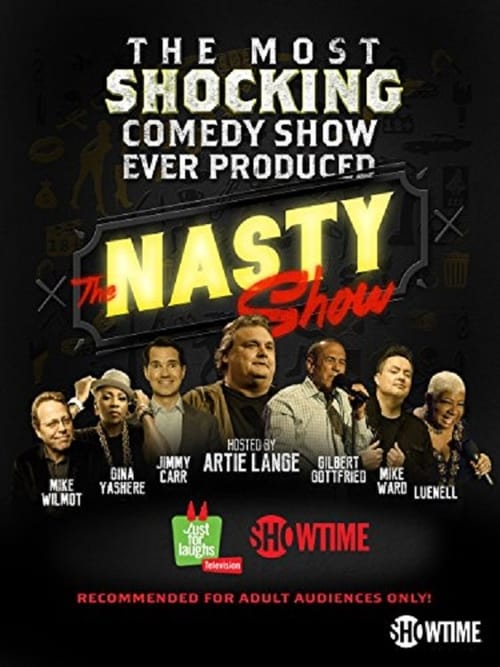 THE MOST
SHOCKING
COMEDY SHOW
EVER PRODUCED
The NASTY
Show
MIKE
WILMOT
GINA
YASHERE
JIMMY
CARR
HOSTED BY
ARTIE LANGE
GILBERT
GOTTFRIED
MIKE
WARD
LUENELL
Just
for
laughs
Television
SHOWTIME
RECOMMENDED FOR ADULT AUDIENCES ONLY!
SHOWTIME